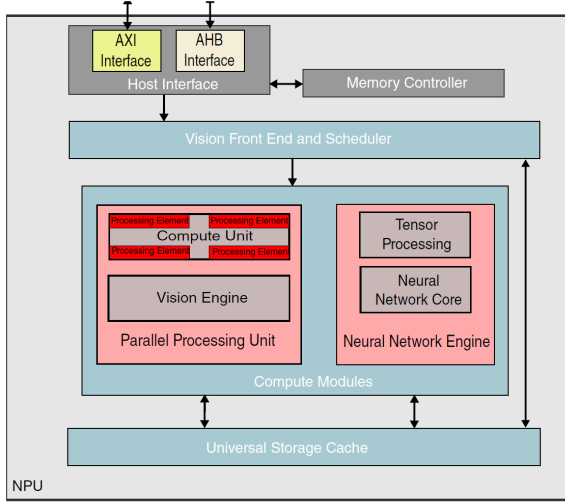 AXI
Interface
AHB
Interface
Host Interface
Memory Controller
Vision Front End and Scheduler
Processing Element
Processing Element
Compute Unit
Processing Element
Processing Element
Vision Engine
Parallel Processing Unit
Tensor
Processing
Neural
Network Core
Neural Network Engine
Compute Modules
Universal Storage Cache
NPU